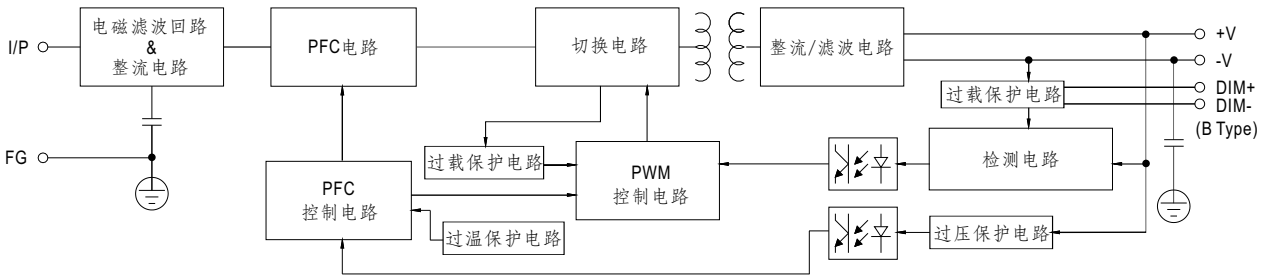 电磁滤波回路
&
整流电路
I/P
PFC电路
切换电路
整流/滤波电路
+V
-V
过载保护电路
DIM+
DIM-
(B Type)
FG
过载保护电路
PFC
控制电路
PWM
控制电路
检测电路
过温保护电路
过压保护电路